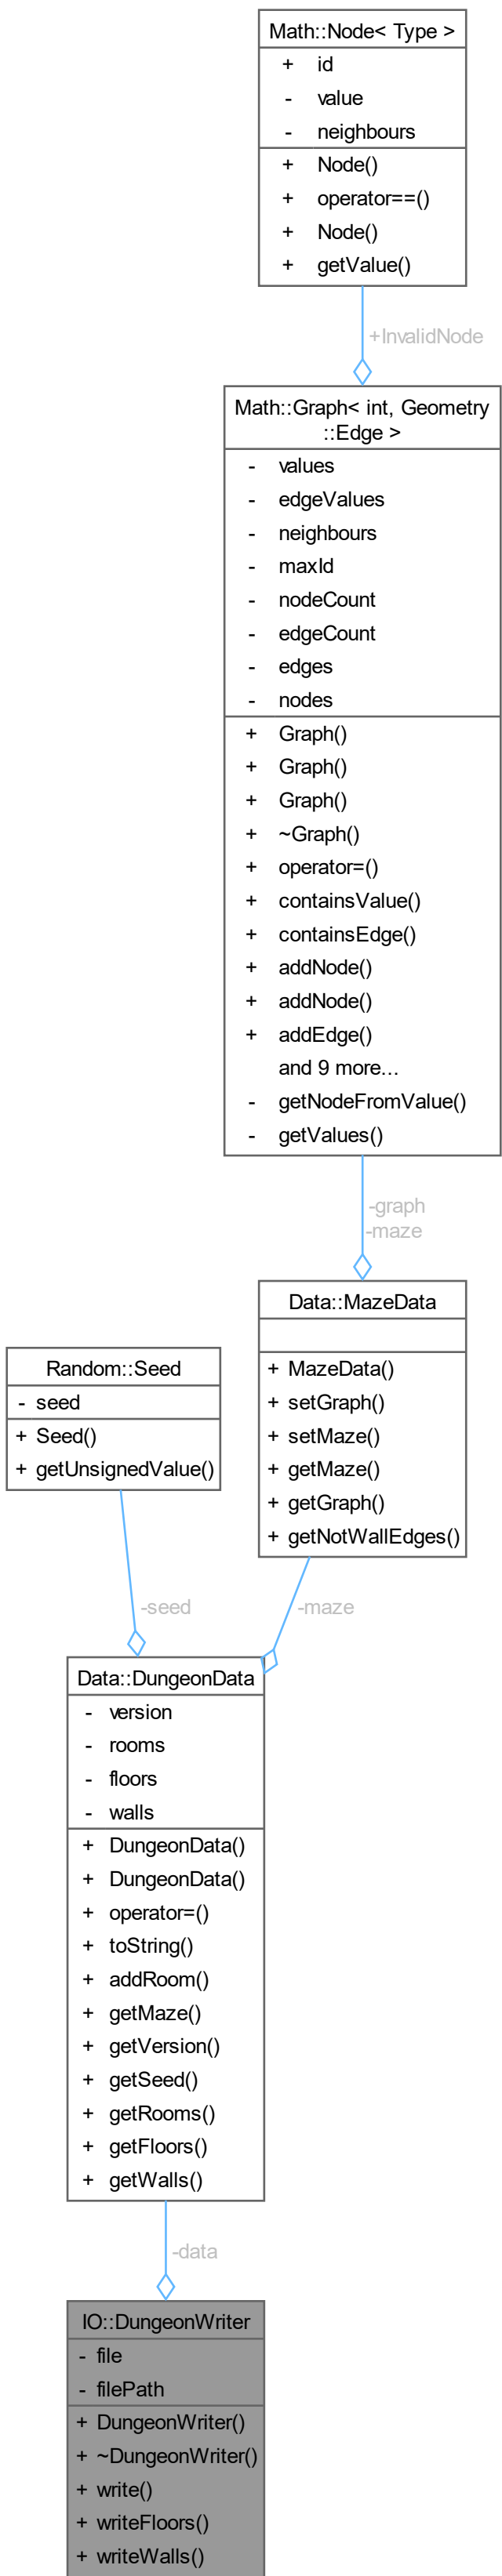 Math::Node< Type >
+ id
- value
- neighbours
+ Node()
+ operator==()
+ Node()
+ getValue()
+InvalidNode
Math::Graph< int, Geometry
::Edge >
- values
- edgeValues
- neighbours
- maxId
- nodeCount
- edgeCount
- edges
- nodes
+ Graph()
+ Graph()
+ Graph()
+ ~Graph()
+ operator=()
+ containsValue()
+ containsEdge()
+ addNode()
+ addNode()
+ addEdge()
and 9 more...
- getNodeFromValue()
- getValues()
-graph
-maze
Data::MazeData
+ MazeData()
+ setGraph()
+ setMaze()
+ getMaze()
+ getGraph()
+ getNotWallEdges()
Random::Seed
- seed
+ Seed()
+ getUnsignedValue()
-seed
-maze
Data::DungeonData
- version
- rooms
- floors
- walls
+ DungeonData()
+ DungeonData()
+ operator=()
+ toString()
+ addRoom()
+ getMaze()
+ getVersion()
+ getSeed()
+ getRooms()
+ getFloors()
+ getWalls()
-data
IO::DungeonWriter
- file
- filePath
+ DungeonWriter()
+ ~DungeonWriter()
+ write()
+ writeFloors()
+ writeWalls()